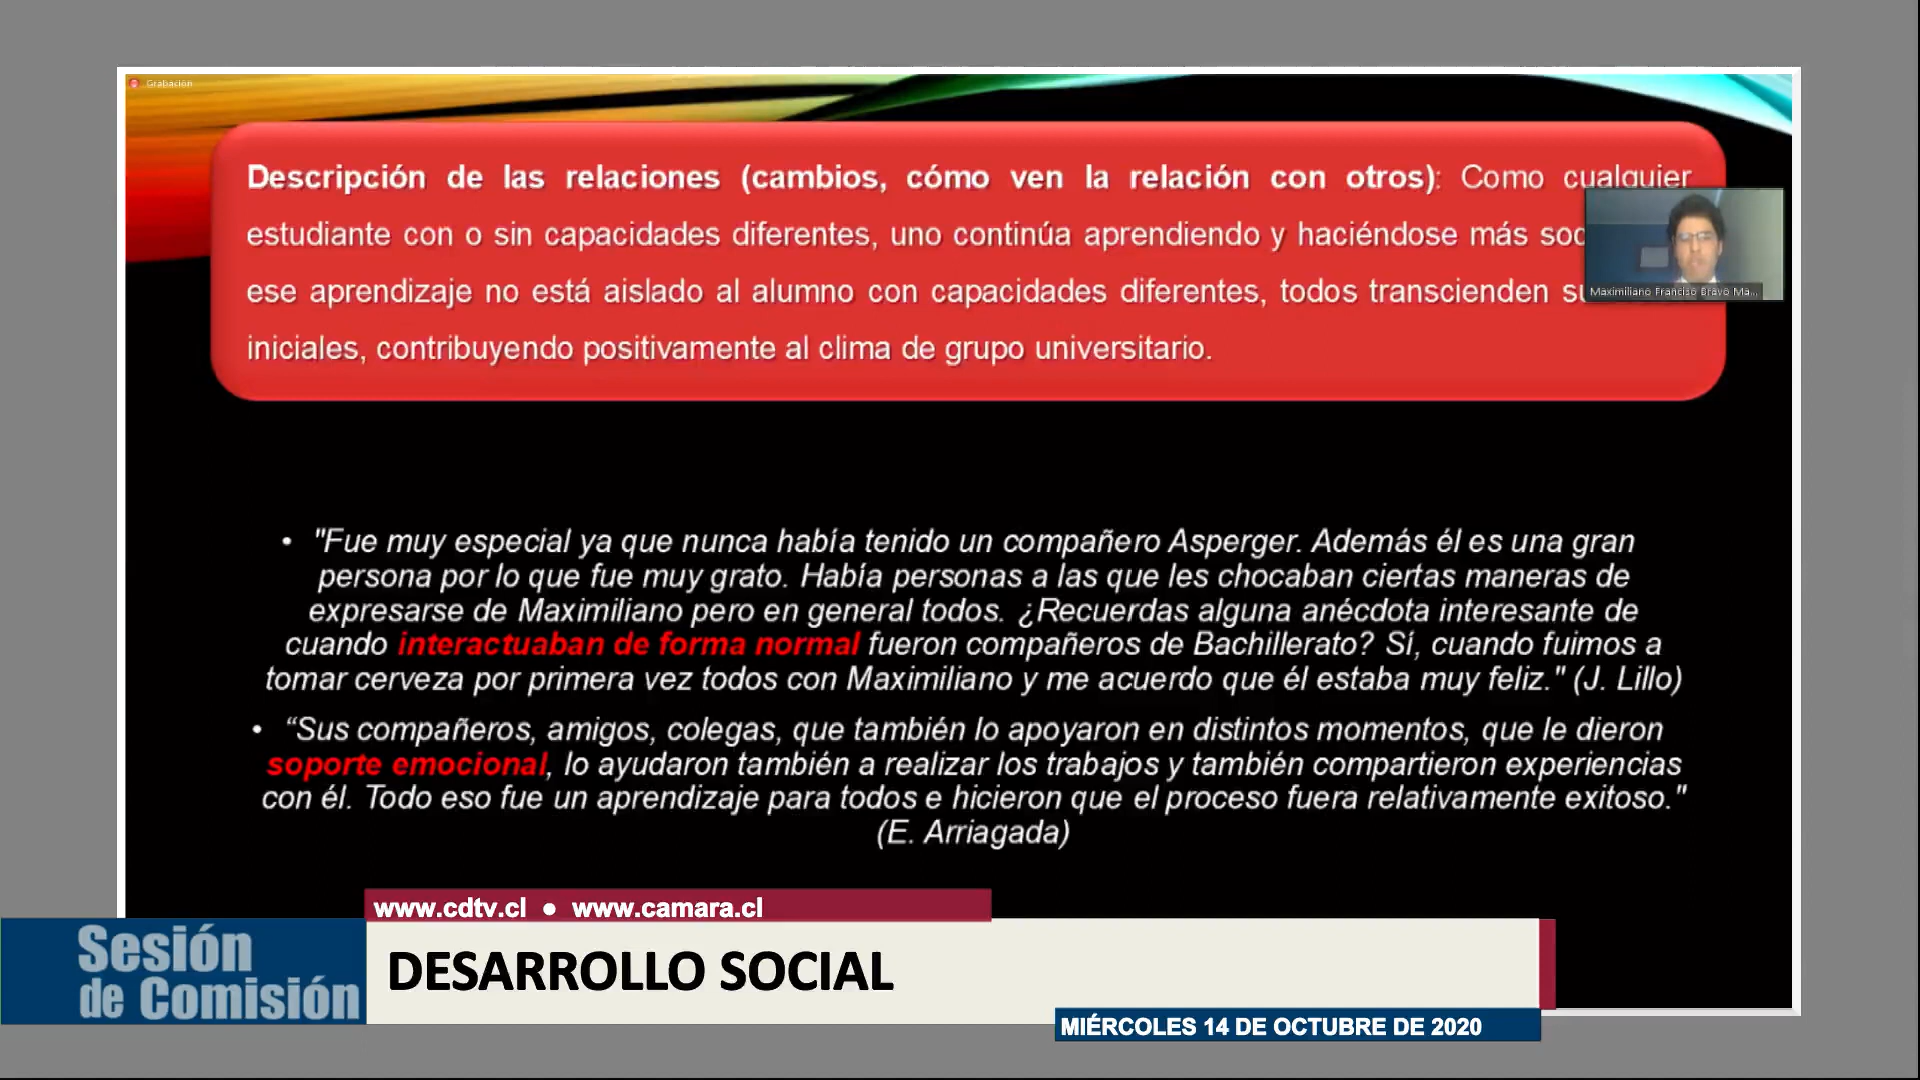 Grabación
Descripción de las relaciones (cambios, cómo ven la relación con otros): Como cualquier
estudiante con o sin capacidades diferentes, uno continúa aprendiendo y haciéndose más
ese aprendizaje no está aislado al alumno con capacidades diferentes, todos transcienden
iniciales, contribuyendo positivamente al clima de grupo universitario.
Maximiliano Franciso Bravo Ma...
• "Fue muy especial ya que nunca había tenido un compañero Asperger. Además él es una gran
persona por lo que fue muy grato. Había personas a las que les chocaban ciertas maneras de
expresarse de Maximiliano pero en general todos. ¿Recuerdas alguna anécdota interesante de
cuando interactuaban de forma normal fueron compañeros de Bachillerato? Sí, cuando fuimos a
tomar cerveza por primera vez todos con Maximiliano y me acuerdo que él estaba muy feliz." (J. Lillo)
• “Sus compañeros, amigos, colegas, que también lo apoyaron en distintos momentos, que le dieron
soporte emocional, lo ayudaron también a realizar los trabajos y también compartieron experiencias
con él. Todo eso fue un aprendizaje para todos e hicieron que el proceso fuera relativamente exitoso."
(E. Arriagada)
www.cdtv.cl • www.camara.cl
Sesión
de Comisión
DESARROLLO SOCIAL
MIÉRCOLES 14 DE OCTUBRE DE 2020